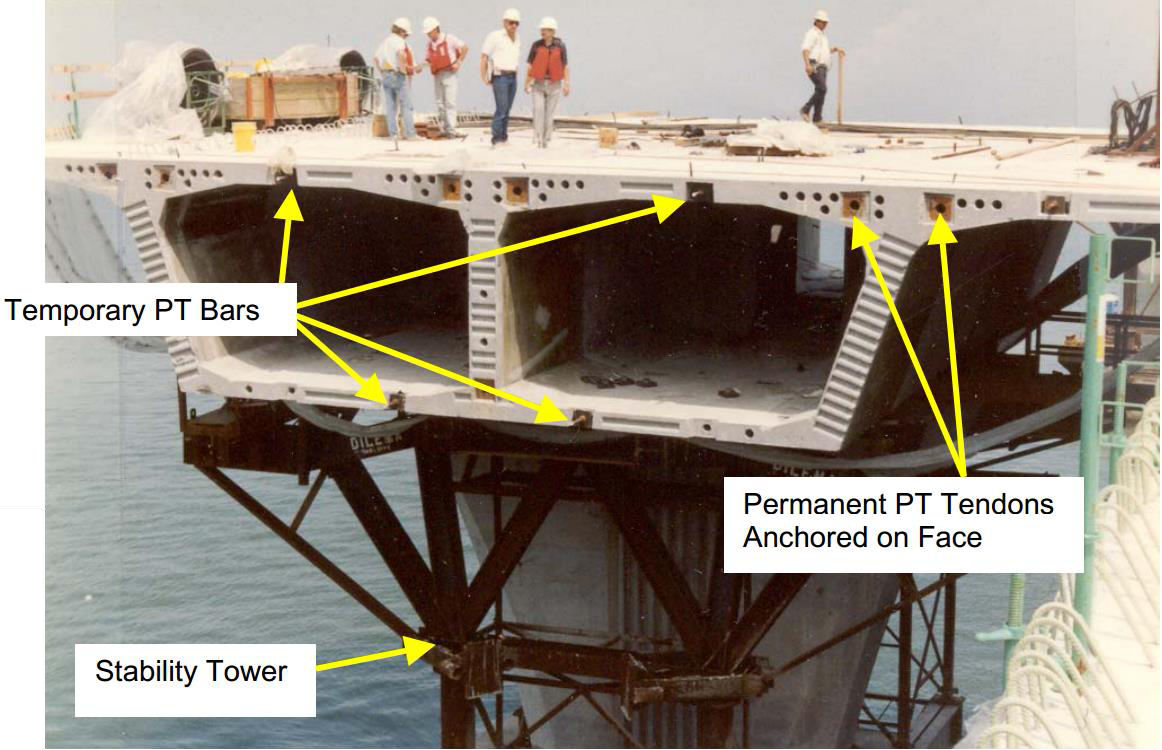 Temporary PT Bars
Permanent PT Tendons
Anchored on Face
Stability Tower